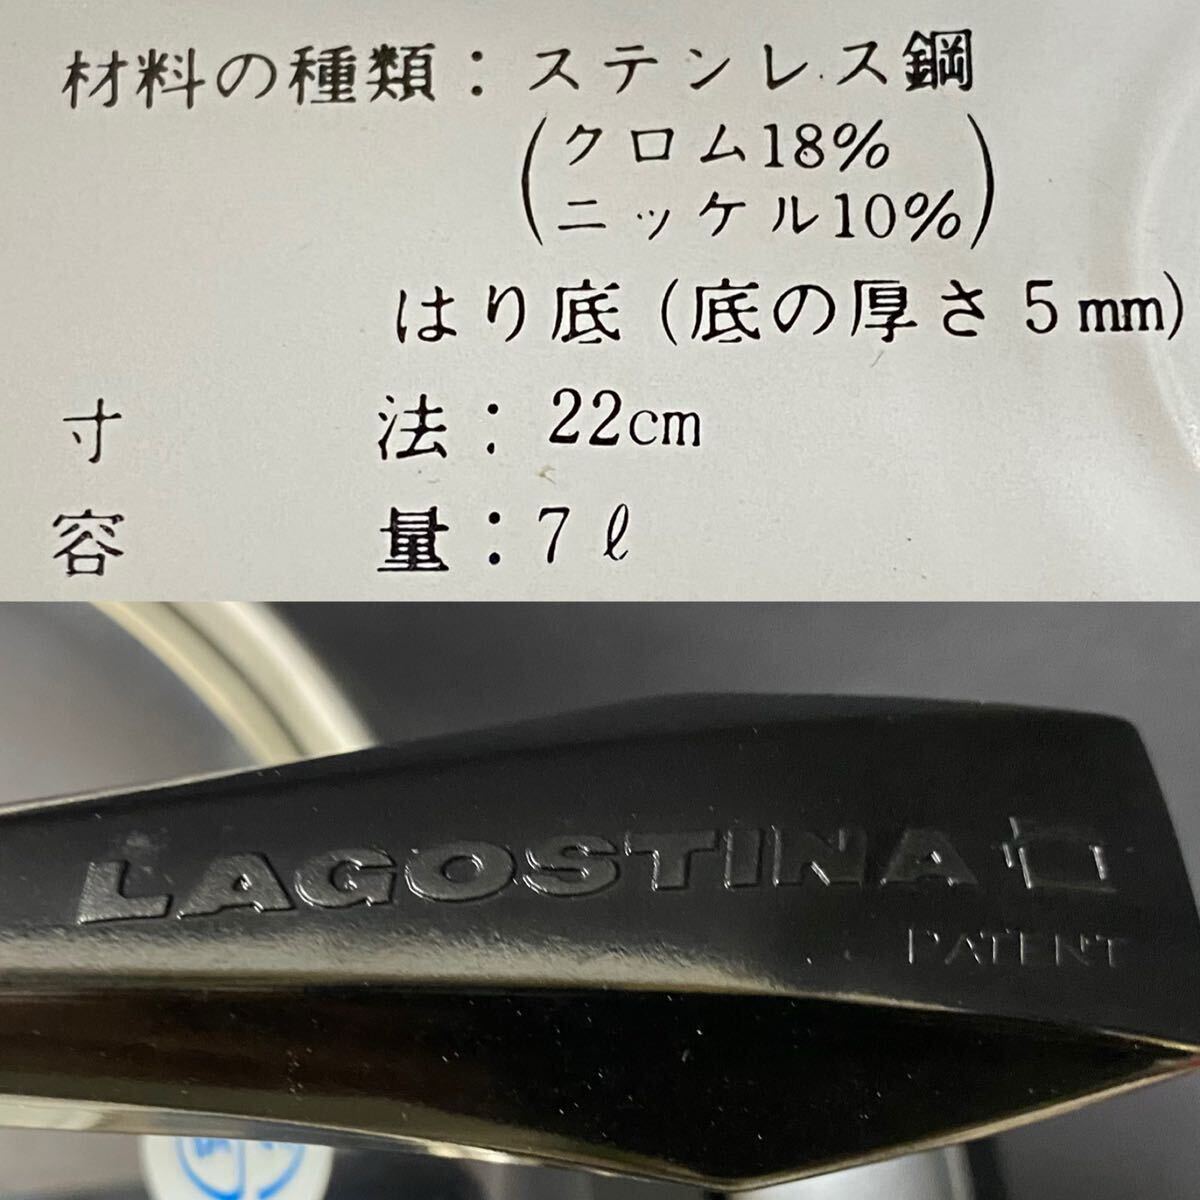 材料の種類：ステンレス鋼
(クロム18%
ニッケル10%)
はり底(底の厚さ5mm)
寸法：22cm
容量：7ℓ
LAGOSTINA
PATENT